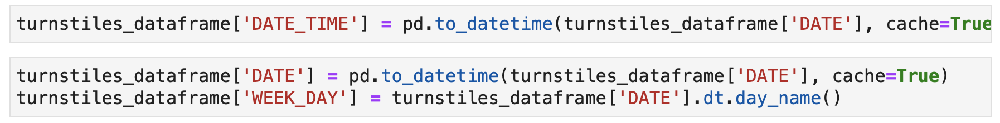 turnstiles_dataframe['DATE_TIME'] = pd.to_datetime(turnstiles_dataframe['DATE'], cache=True
turnstiles_dataframe['DATE'] = pd.to_datetime(turnstiles_dataframe['DATE'], cache=True)
turnstiles_dataframe['WEEK_DAY'] = turnstiles_dataframe['DATE'].dt.day_name()